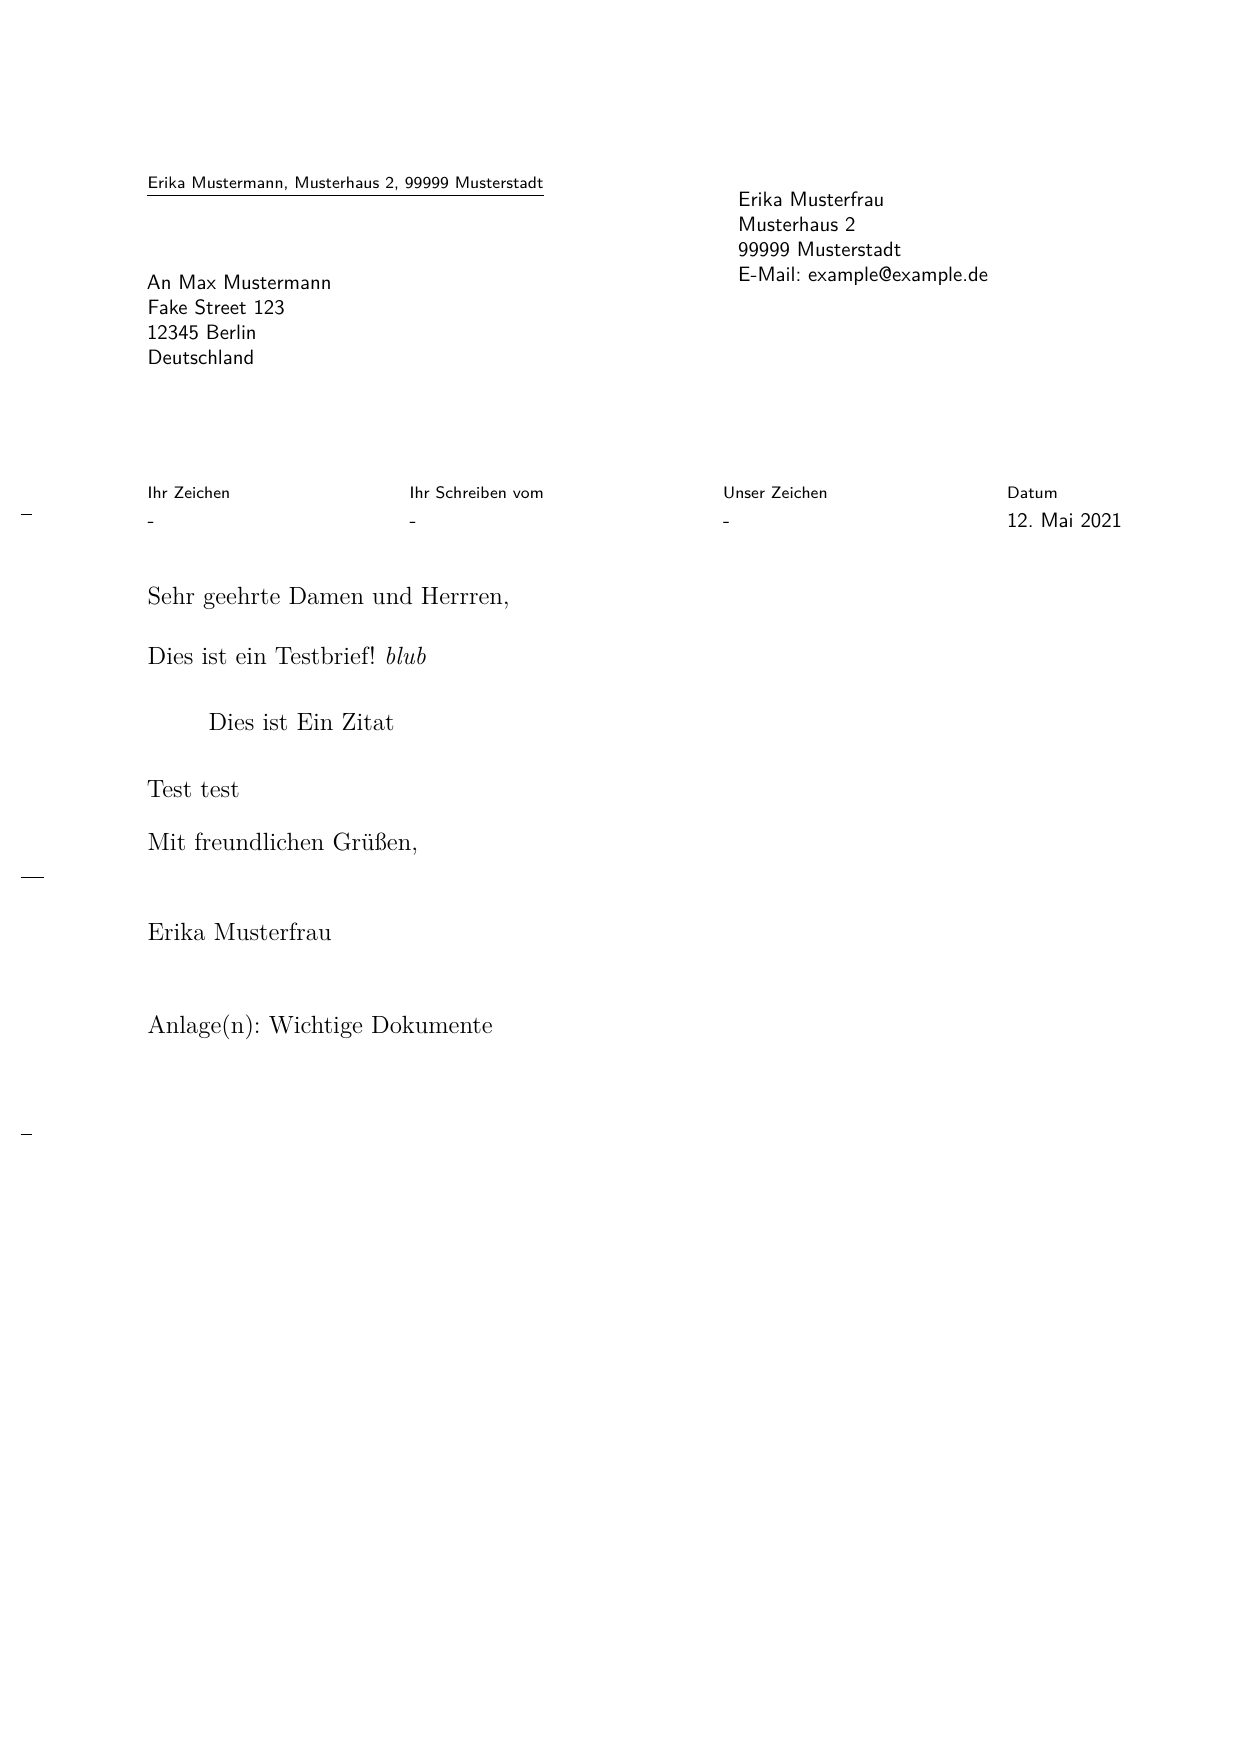 Erika Mustermann, Musterhaus 2, 99999 Musterstadt
Erika Musterfrau
Musterhaus 2
99999 Musterstadt
E-Mail: example@example.de
An Max Mustermann
Fake Street 123
12345 Berlin
Deutschland
Ihr Zeichen Ihr Schreiben vom Unser Zeichen Datum
- - - 12. Mai 2021
Sehr geehrte Damen und Herrren,
Dies ist ein Testbrief! blub
Dies ist Ein Zitat
Test test
Mit freundlichen Grüßen,
Erika Musterfrau
Anlage(n): Wichtige Dokumente